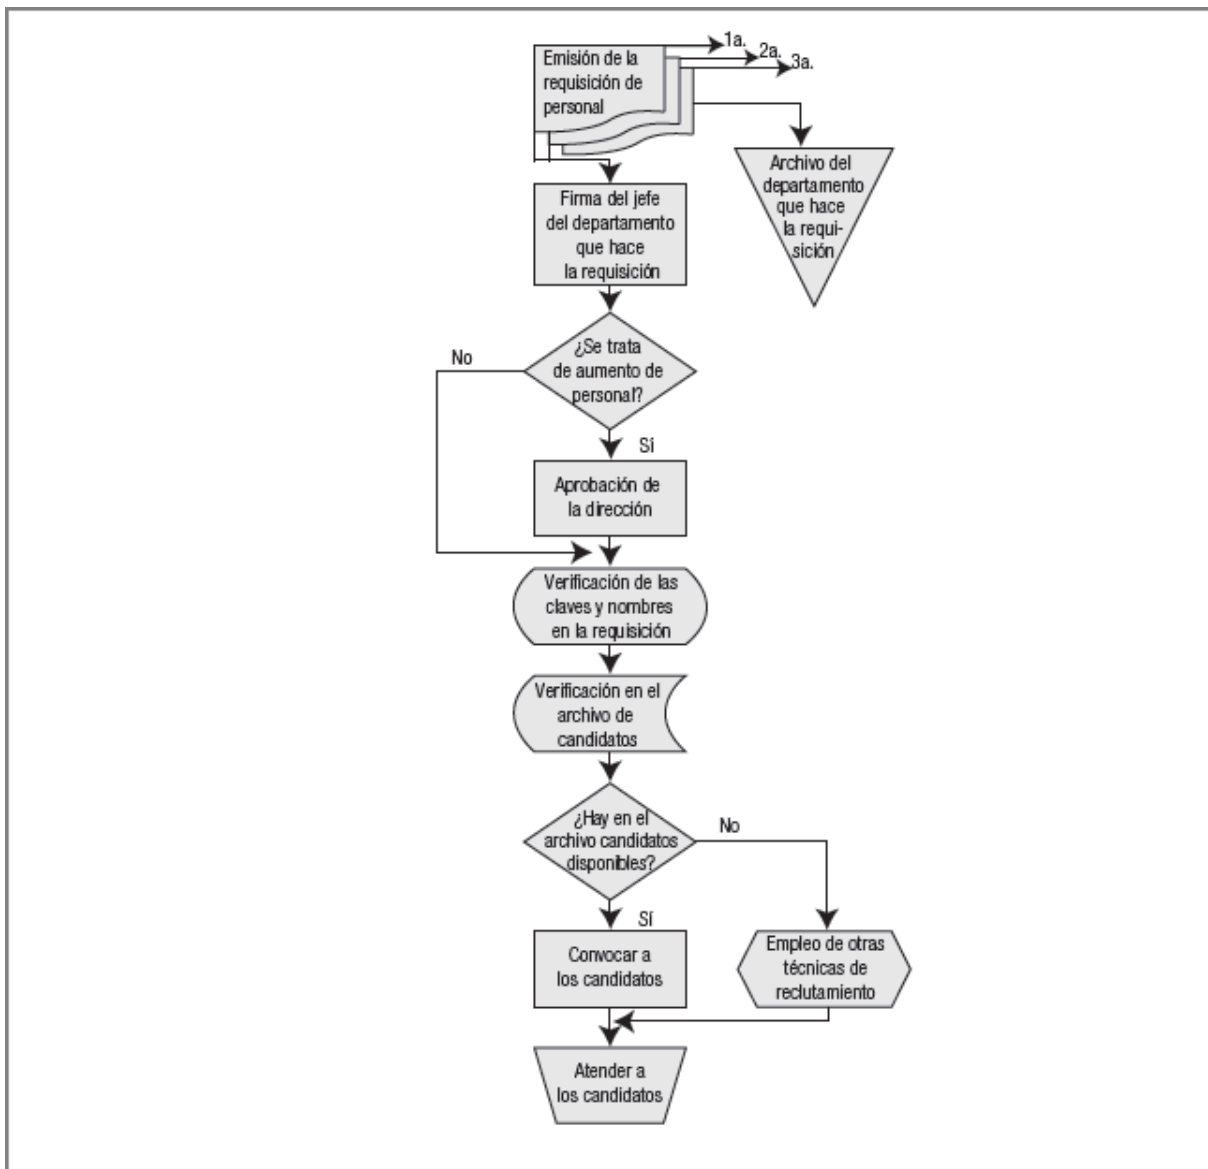 Emisión de la
requisición de
personal
1a.
2a.
3a.
Archivo del
departamento
que hace
la requi-
sición
Firma del jefe
del departamento
que hace
la requisición
¿Se trata
de aumento de
personal?
No
Sí
Aprobación de
la dirección
Verificación de las
claves y nombres
en la requisición
Verificación en el
archivo de
candidatos
¿Hay en el
archivo candidatos
disponibles?
No
Sí
Convocar a
los candidatos
Empleo de otras
técnicas de
reclutamiento
Atender a
los candidatos